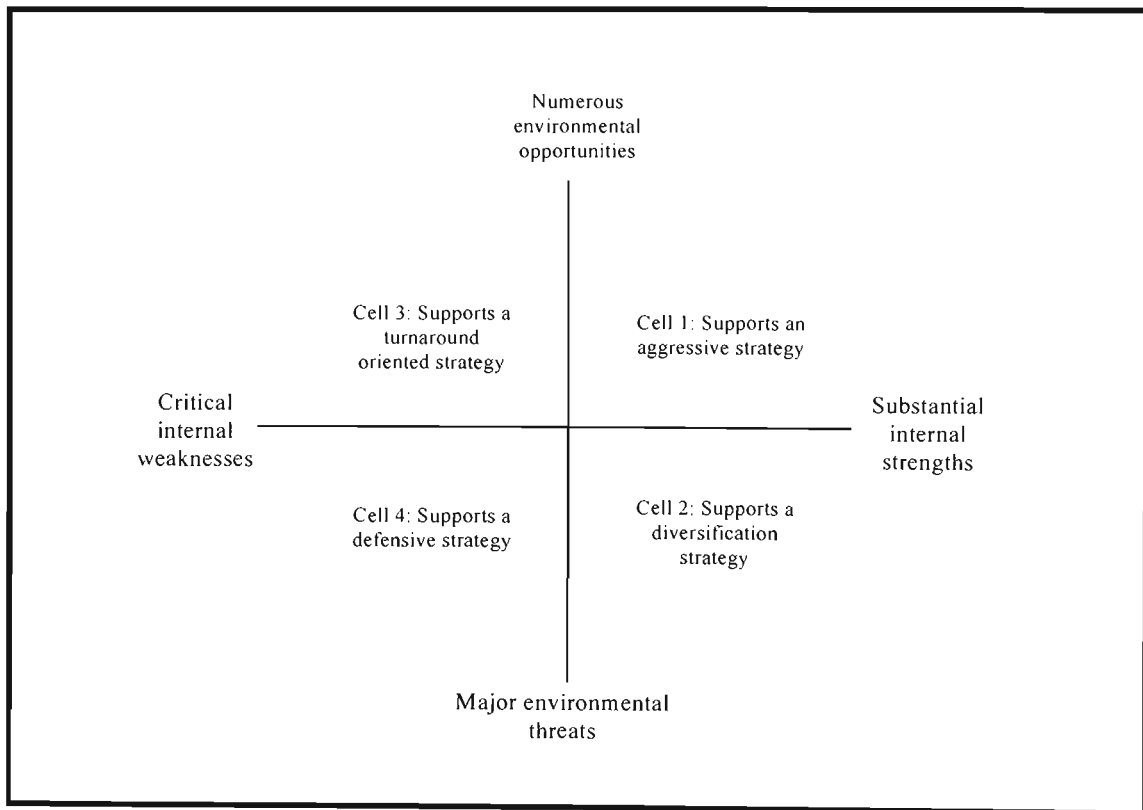 Numerous
environmental
opportunities
Cell 3: Supports a
turnaround
oriented strategy
Cell 1: Supports an
aggressive strategy
Critical
internal
weaknesses
Substantial
internal
strengths
Cell 4: Supports a
defensive strategy
Cell 2: Supports a
diversification
strategy
Major environmental
threats